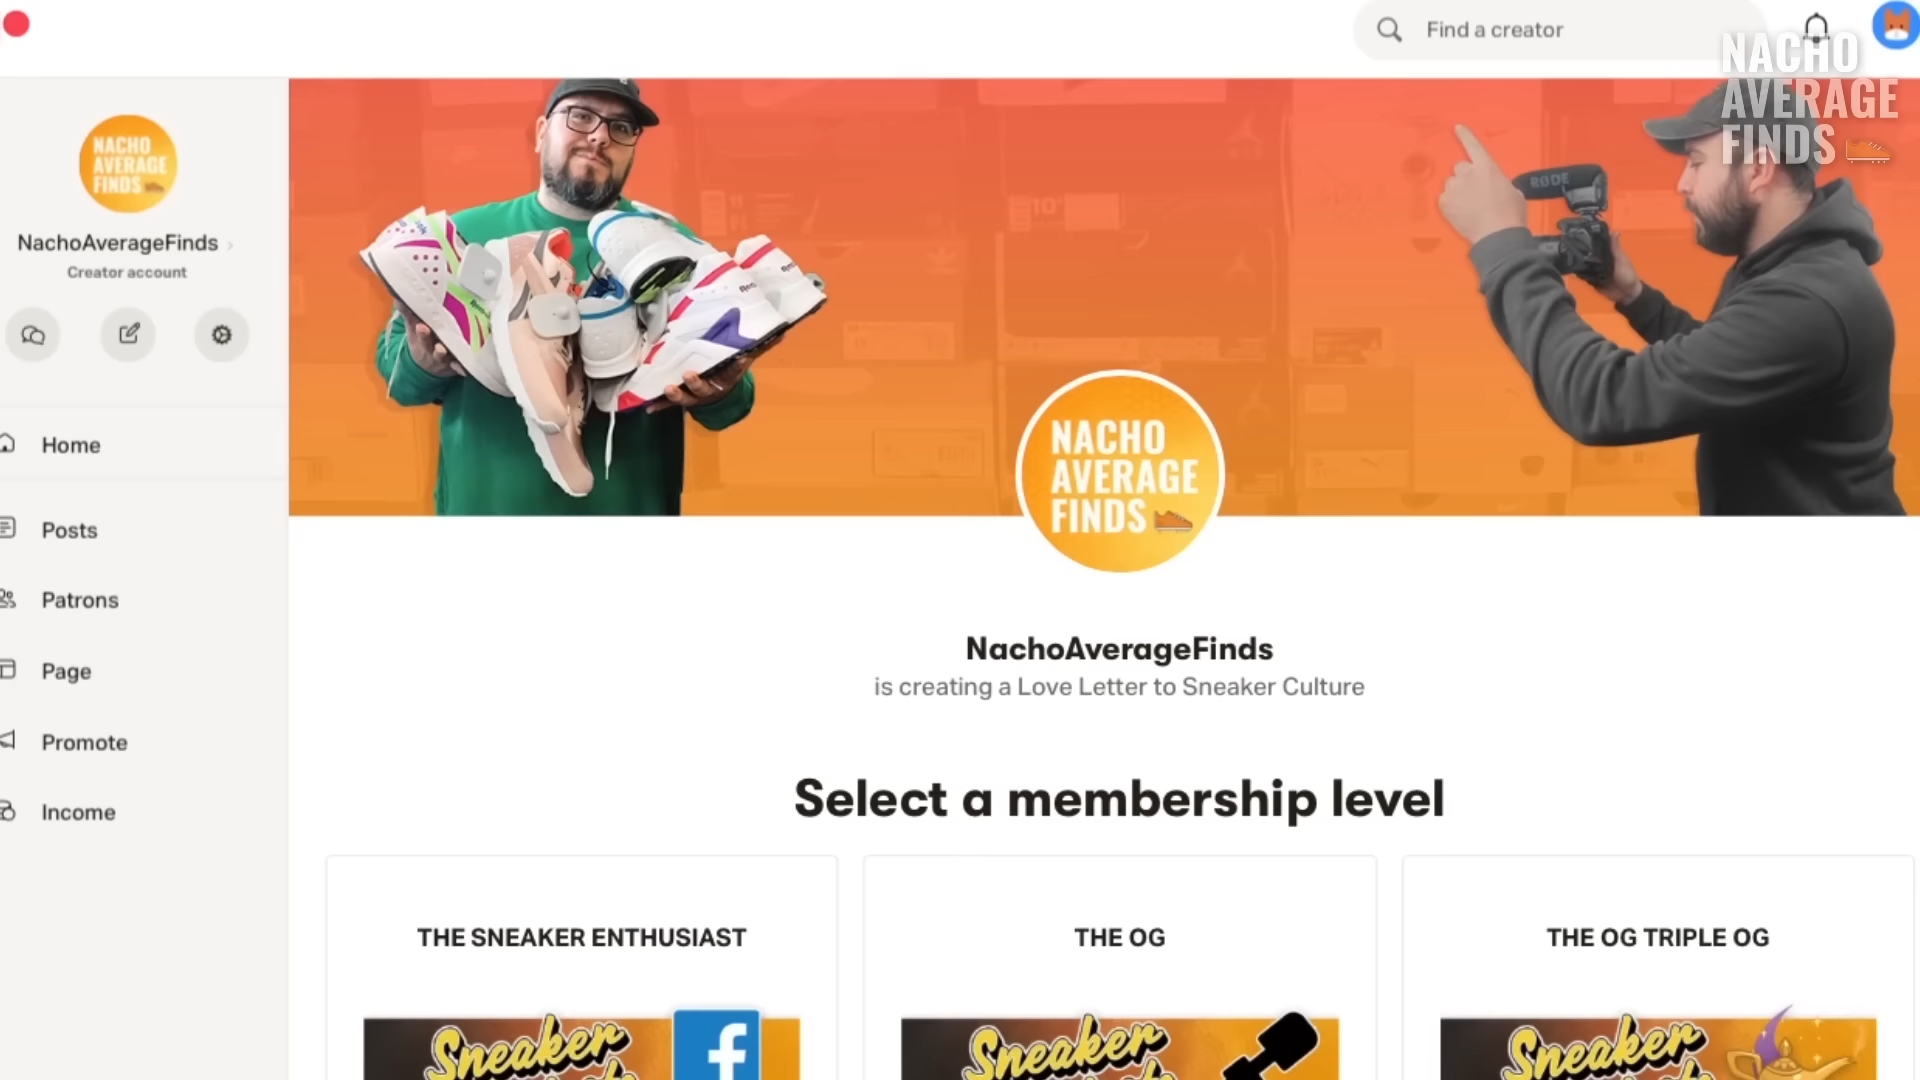 Find a creator
NACHO
AVERAGE
FINDS
NACHO
AVERAGE
FINDS
NachoAverageFinds
Creator account
Home
Posts
Patrons
Page
Promote
Income
RØDE
NACHO
AVERAGE
FINDS
NachoAverageFinds
is creating a Love Letter to Sneaker Culture
Select a membership level
THE SNEAKER ENTHUSIAST
THE OG
THE OG TRIPLE OG
Sneaker
f
Sneaker
Sneaker